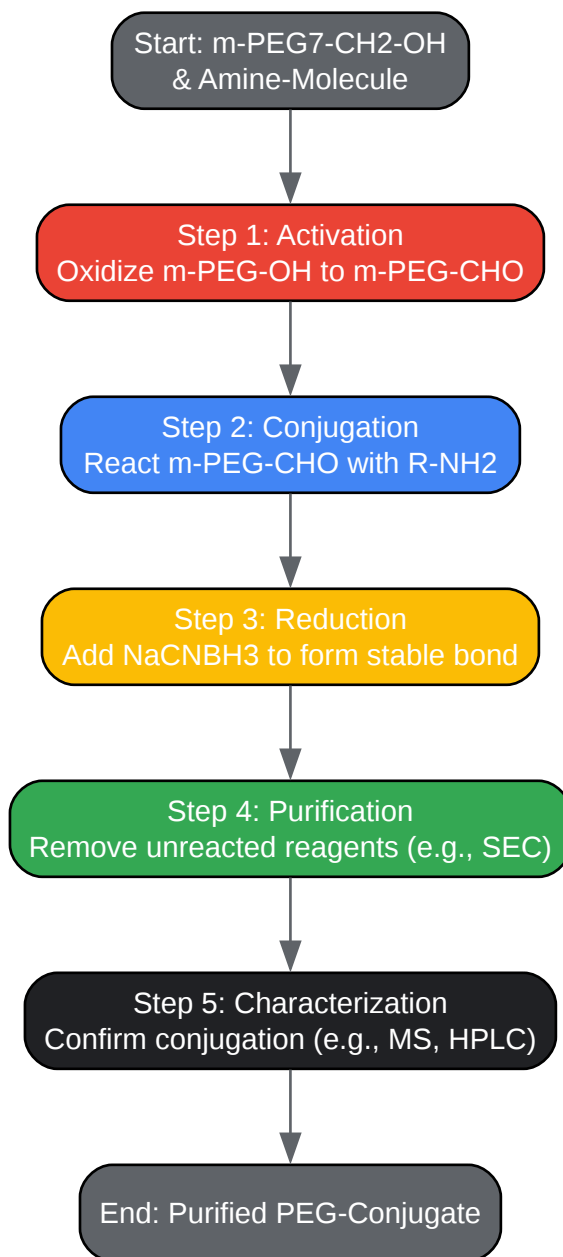 Start: m-PEG7-CH2-OH
& Amine-Molecule
Step 1: Activation
Oxidize m-PEG-OH to m-PEG-CHO
Step 2: Conjugation
React m-PEG-CHO with R-NH2
Step 3: Reduction
Add NaCNBH3 to form stable bond
Step 4: Purification
Remove unreacted reagents (e.g., SEC)
Step 5: Characterization
Confirm conjugation (e.g., MS, HPLC)
End: Purified PEG-Conjugate